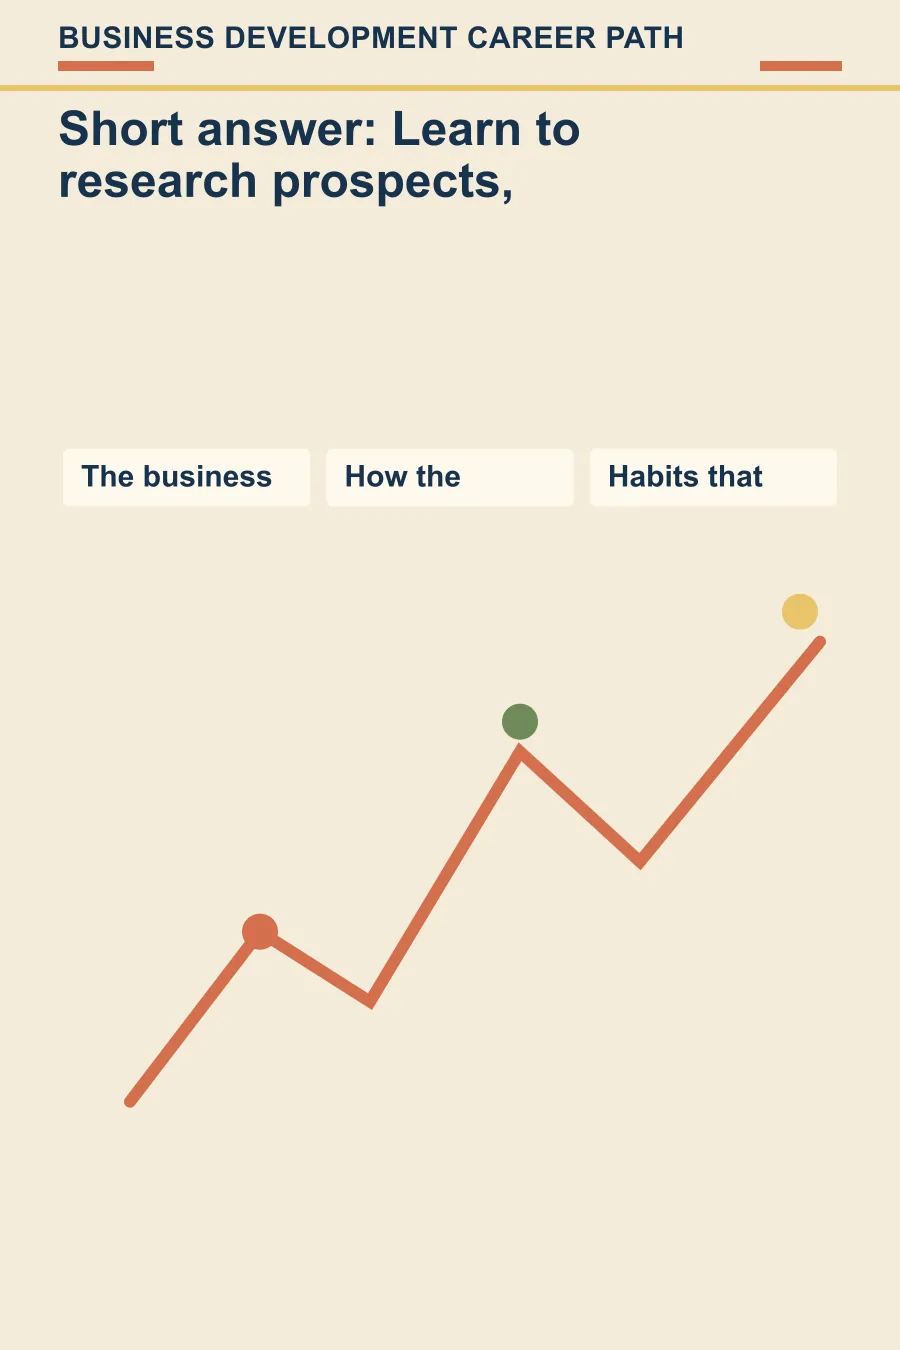 BUSINESS DEVELOPMENT CAREER PATH
Short answer: Learn to
research prospects,
The business
How the
Habits that